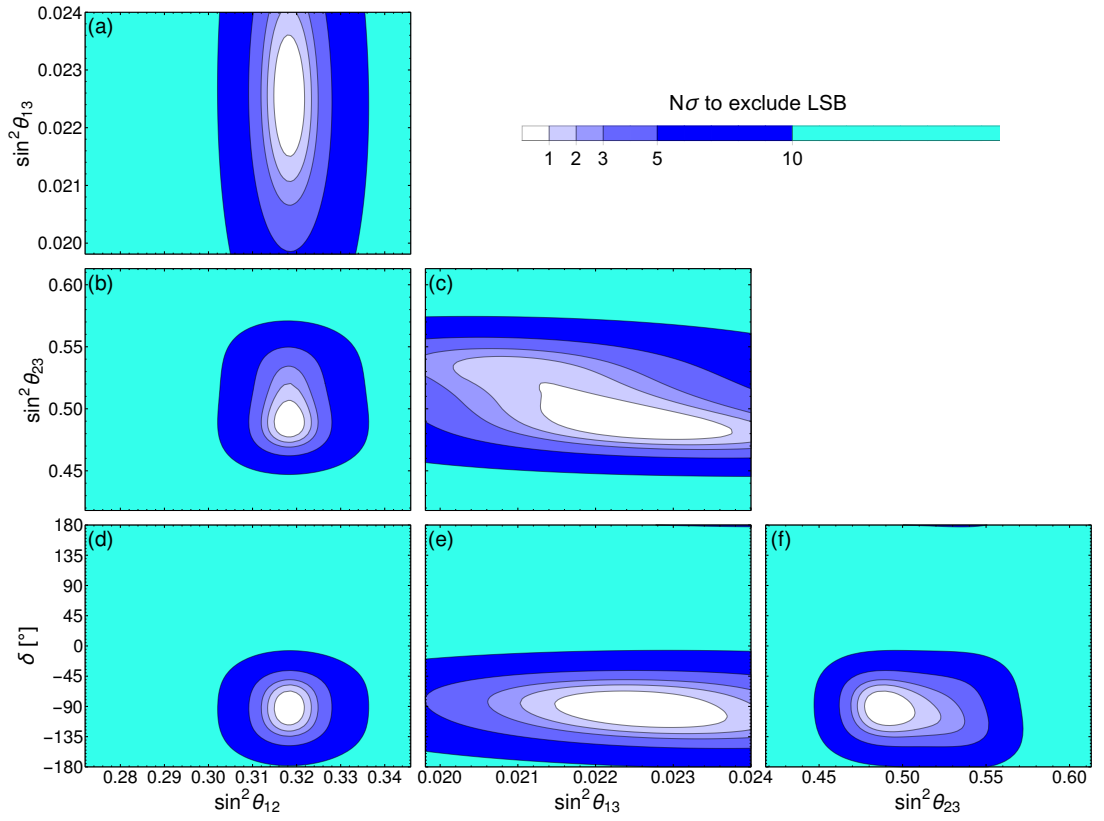 (a)
0.024
0.023
0.022
0.021
0.020
sin²θ₁₃
Nσ to exclude LSB
1 2 3 5 10
(b) (c)
0.60
0.55
0.50
0.45
sin²θ₂₃
(d) (e) (f)
180
135
90
45
0
−45
−90
−135
−180
δ [°]
0.28 0.29 0.30 0.31 0.32 0.33 0.34 0.020 0.021 0.022 0.023 0.024 0.45 0.50 0.55 0.60
sin²θ₁₂ sin²θ₁₃ sin²θ₂₃